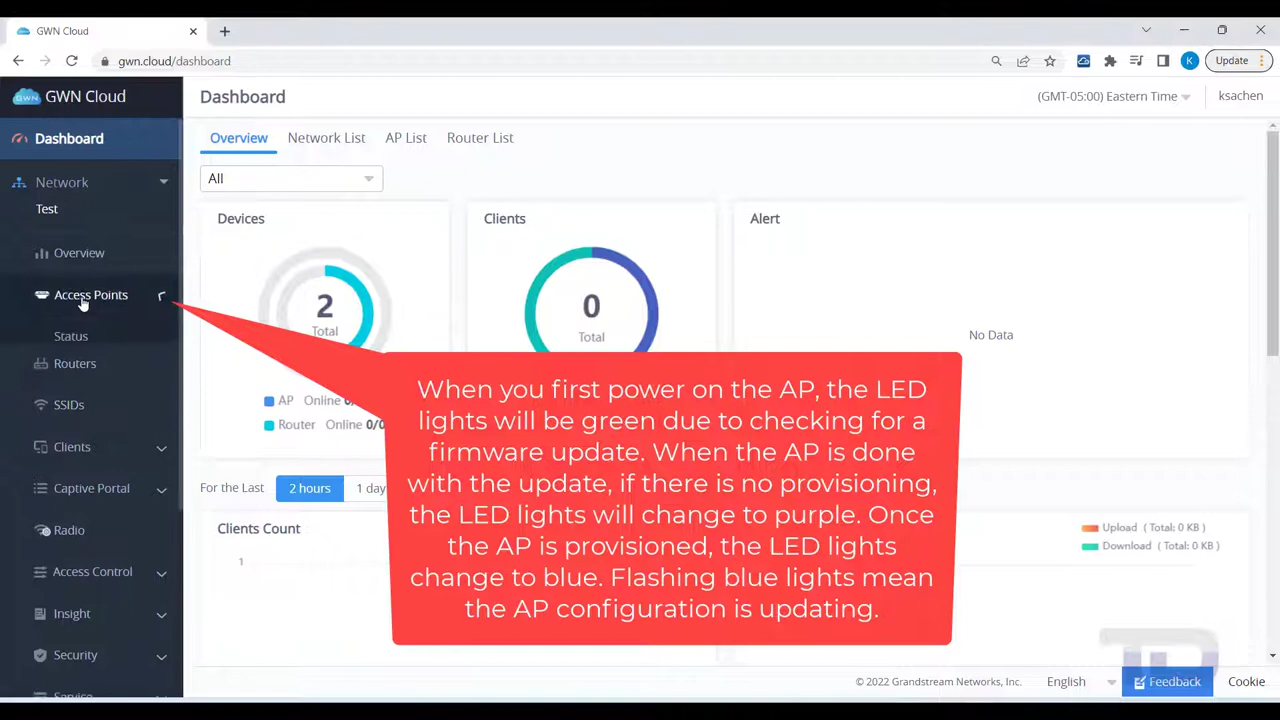 GWN Cloud
gwn.cloud/dashboard
K
Update
GWN Cloud
Dashboard
(GMT-05:00) Eastern Time
ksachen
Dashboard
Network
Test
Overview
Access Points
Status
Routers
SSIDs
Clients
Captive Portal
Radio
Access Control
Insight
Security
Service
Overview
Network List
AP List
Router List
All
Devices
2
Total
AP Online 0/
Router Online 0/0
Clients
0
Total
Alert
No Data
For the Last
2 hours
1 day
Clients Count
1
Upload ( Total: 0 KB )
Download ( Total: 0 KB )
When you first power on the AP, the LED
lights will be green due to checking for a
firmware update. When the AP is done
with the update, if there is no provisioning,
the LED lights will change to purple. Once
the AP is provisioned, the LED lights
change to blue. Flashing blue lights mean
the AP configuration is updating.
© 2022 Grandstream Networks, Inc.
English
Feedback
Cookie